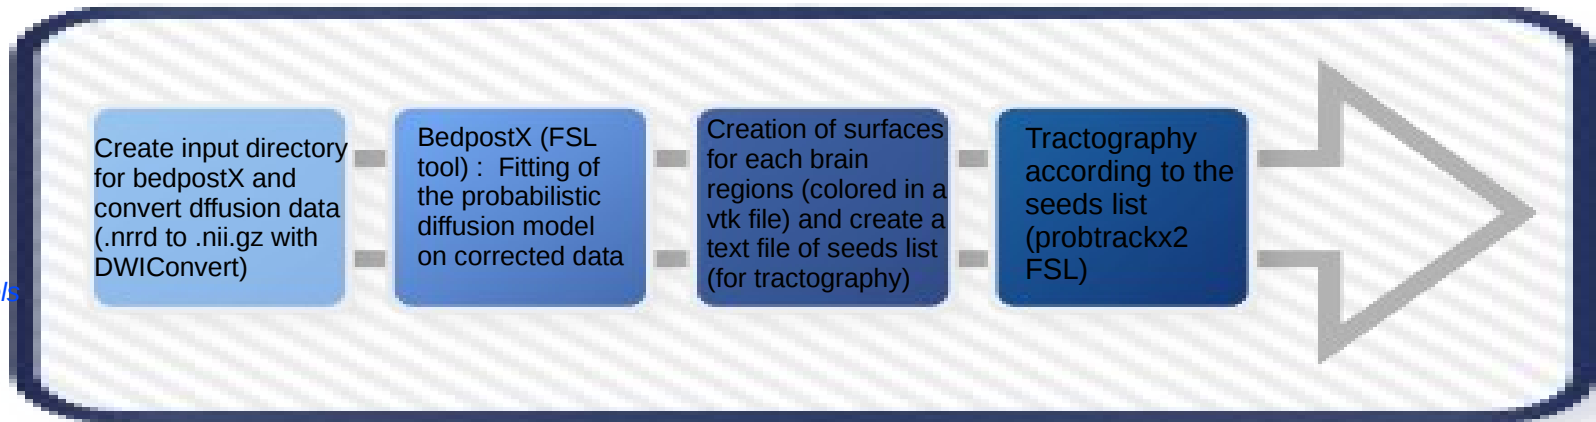 Create input directory
for bedpostX and
convert dffusion data
(.nrrd to .nii.gz with
DWIConvert)
BedpostX (FSL
tool) :  Fitting of
the probabilistic
diffusion model
on corrected data
Creation of surfaces
for each brain
regions (colored in a
vtk file) and create a
text file of seeds list
(for tractography)
Tractography
according to the
seeds list
(probtrackx2
FSL)